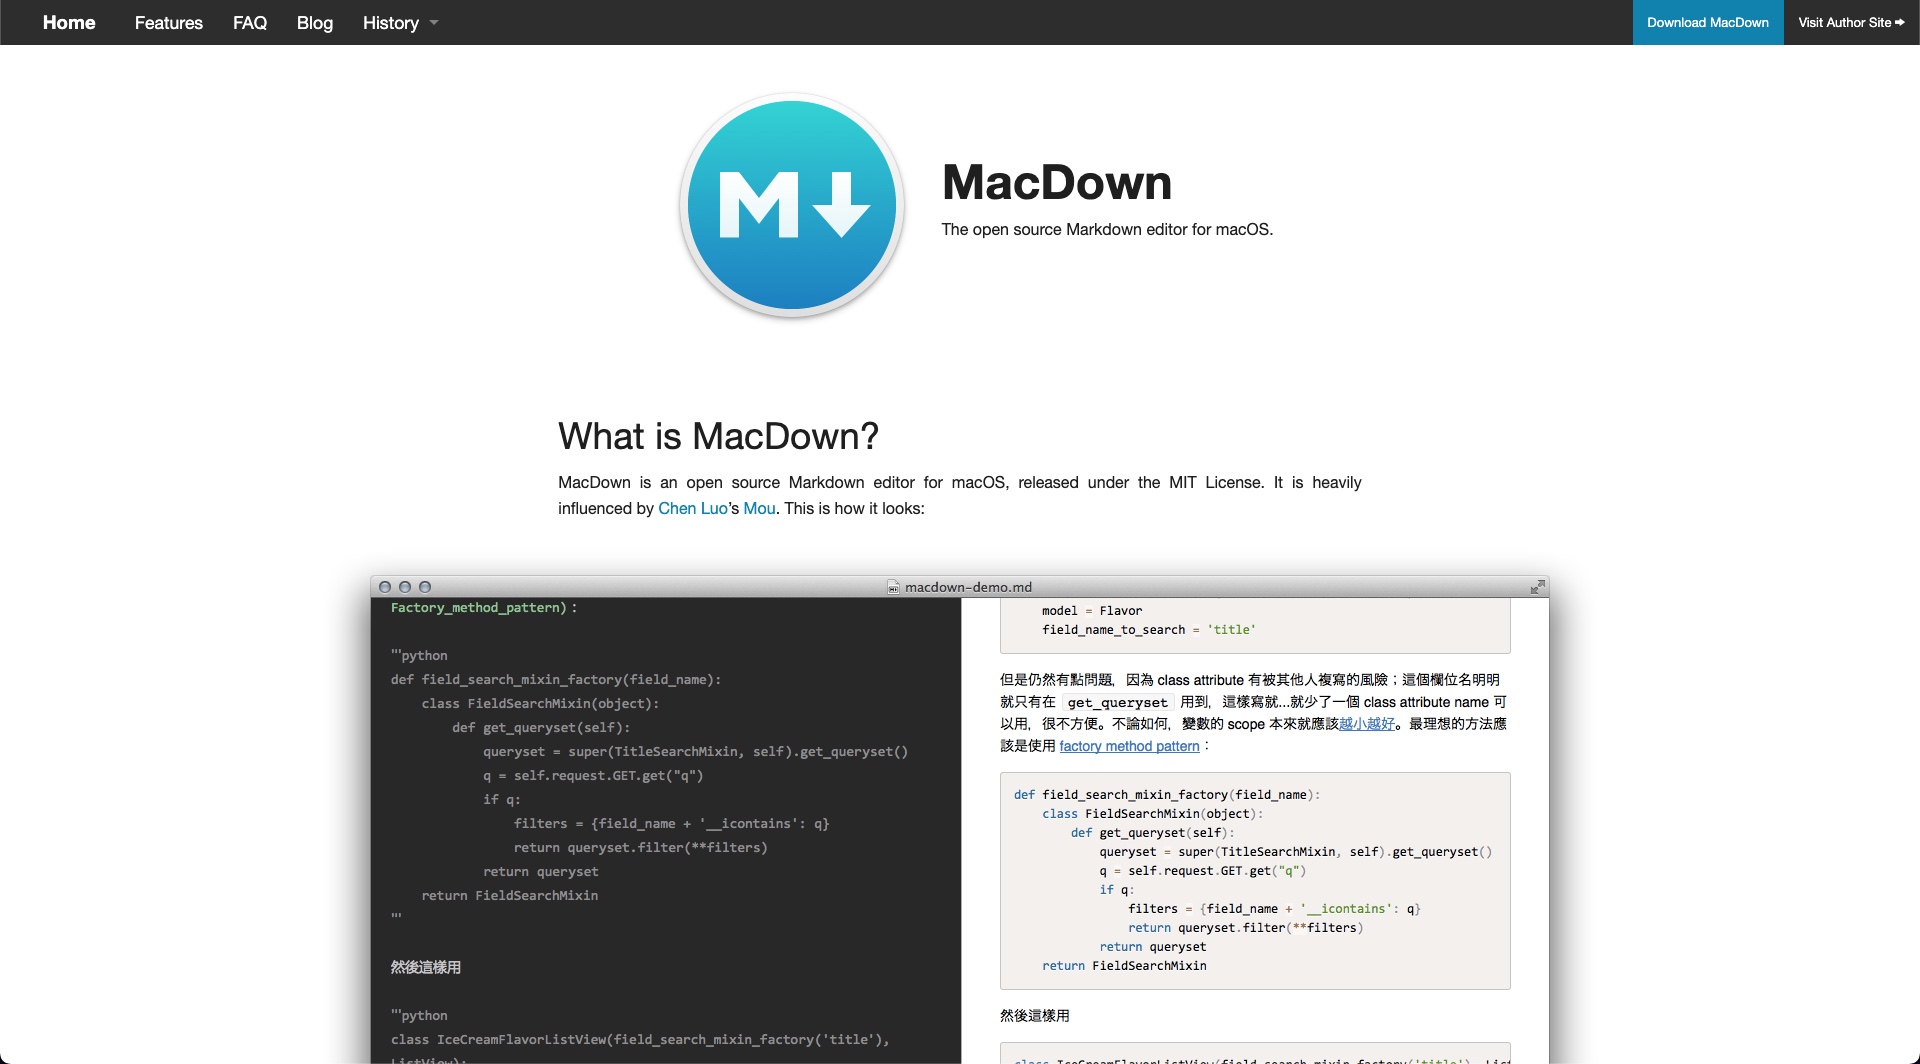 Home Features FAQ Blog History Download MacDown Visit Author Site
M
MacDown
The open source Markdown editor for macOS.
What is MacDown?
MacDown is an open source Markdown editor for macOS, released under the MIT License. It is heavily
influenced by Chen Luo’s Mou. This is how it looks:
macdown-demo.md
Factory_method_pattern)：
```python
def field_search_mixin_factory(field_name):
    class FieldSearchMixin(object):
        def get_queryset(self):
            queryset = super(TitleSearchMixin, self).get_queryset()
            q = self.request.GET.get("q")
            if q:
                filters = {field_name + '__icontains': q}
                return queryset.filter(**filters)
            return queryset
    return FieldSearchMixin
```
然後這樣用
```python
class IceCreamFlavorListView(field_search_mixin_factory('title'),
ListView):
    model = Flavor
    field_name_to_search = 'title'
但是仍然有點問題，因為 class attribute 有被其他人複寫的風險；這個欄位名明明
就只有在 get_queryset 用到，這樣寫就...就少了一個 class attribute name 可
以用，很不方便。不論如何，變數的 scope 本來就應該越小越好。最理想的方法應
該是使用 factory method pattern：
def field_search_mixin_factory(field_name):
    class FieldSearchMixin(object):
        def get_queryset(self):
            queryset = super(TitleSearchMixin, self).get_queryset()
            q = self.request.GET.get("q")
            if q:
                filters = {field_name + '__icontains': q}
                return queryset.filter(**filters)
            return queryset
    return FieldSearchMixin
然後這樣用
class IceCreamFlavorListView(field_search_mixin_factory('title'), List